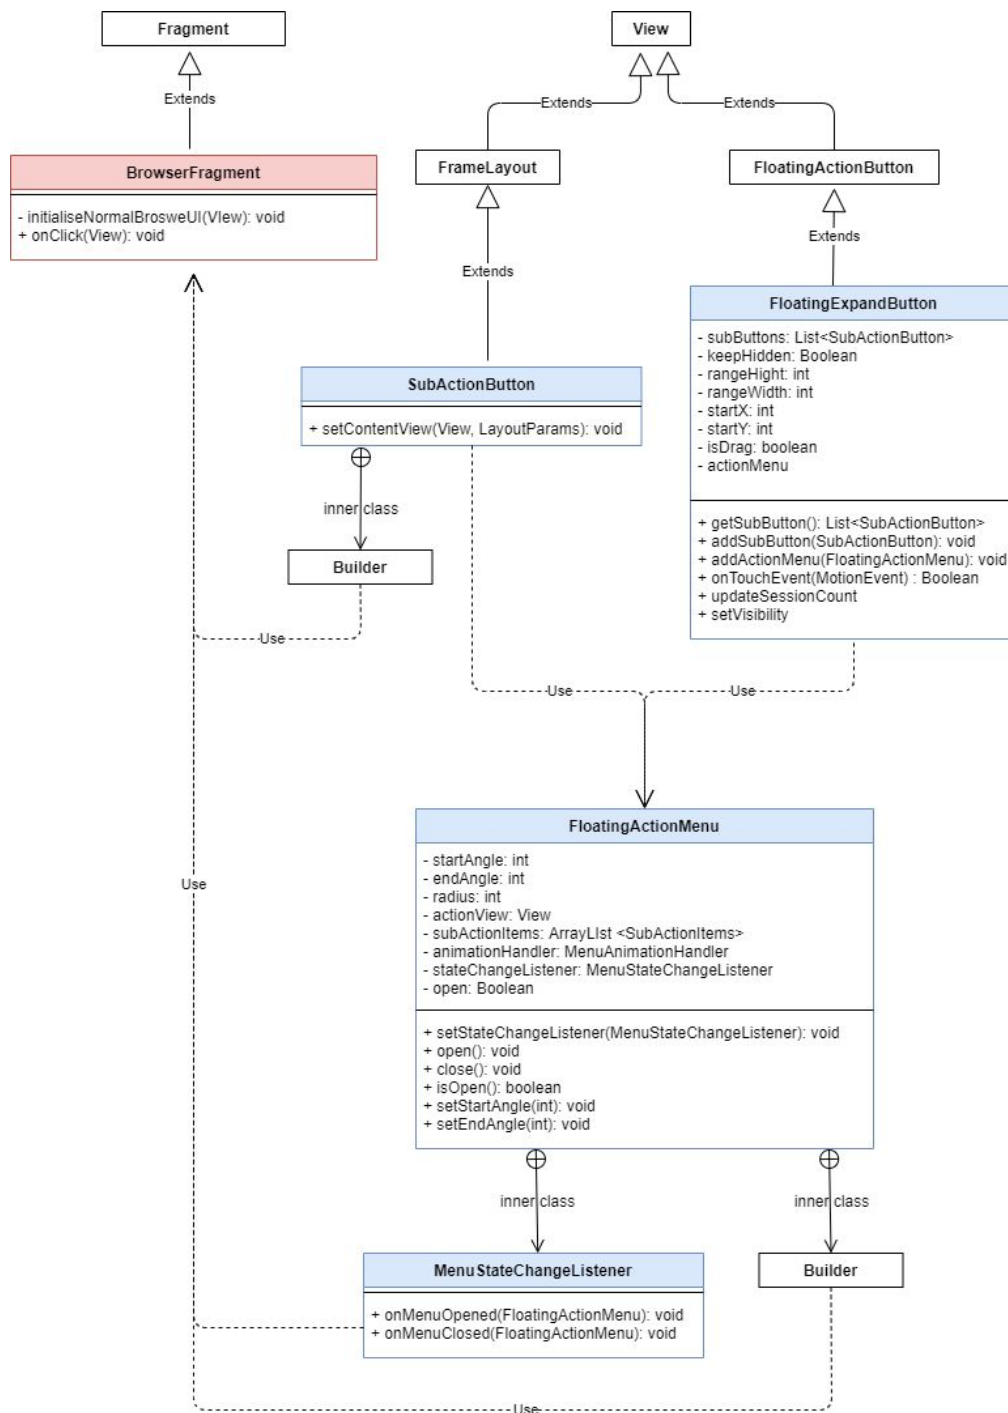 Fragment
View
Extends
Extends
Extends
BrowserFragment
- initialiseNormalBrosweUI(VIew): void
+ onClick(View): void
FrameLayout
FloatingActionButton
Extends
Extends
FloatingExpandButton
- subButtons: List<SubActionButton>
- keepHidden: Boolean
- rangeHight: int
- rangeWidth: int
- startX: int
- startY: int
- isDrag: boolean
- actionMenu
+ getSubButton(): List<SubActionButton>
+ addSubButton(SubActionButton): void
+ addActionMenu(FloatingActionMenu): void
+ onTouchEvent(MotionEvent) : Boolean
+ updateSessionCount
+ setVisibility
SubActionButton
+ setContentView(View, LayoutParams): void
inner class
Builder
Use
Use
Use
FloatingActionMenu
- startAngle: int
- endAngle: int
- radius: int
- actionView: View
- subActionItems: ArrayLIst <SubActionItems>
- animationHandler: MenuAnimationHandler
- stateChangeListener: MenuStateChangeListener
- open: Boolean
+ setStateChangeListener(MenuStateChangeListener): void
+ open(): void
+ close(): void
+ isOpen(): boolean
+ setStartAngle(int): void
+ setEndAngle(int): void
Use
inner class
inner class
MenuStateChangeListener
+ onMenuOpened(FloatingActionMenu): void
+ onMenuClosed(FloatingActionMenu): void
Builder
Use